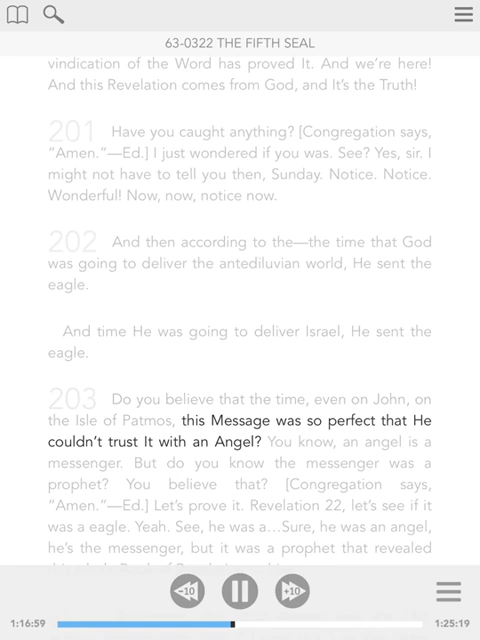 63-0322 THE FIFTH SEAL
vindication of the Word has proved It. And we're here!
And this Revelation comes from God, and It's the Truth!
201 Have you caught anything? [Congregation says,
“Amen.”—Ed.] I just wondered if you was. See? Yes, sir. I
might not have to tell you then, Sunday. Notice. Notice.
Wonderful! Now, now, notice now.
202 And then according to the—the time that God
was going to deliver the antediluvian world, He sent the
eagle.
And time He was going to deliver Israel, He sent the
eagle.
203 Do you believe that the time, even on John, on
the Isle of Patmos, this Message was so perfect that He
couldn't trust It with an Angel? You know, an angel is a
messenger. But do you know the messenger was a
prophet? You believe that? [Congregation says,
“Amen.”—Ed.] Let's prove it. Revelation 22, let's see if it
was a eagle. Yeah. See, he was a…Sure, he was an angel,
he's the messenger, but it was a prophet that revealed
-10 +10
1:16:59 1:25:19